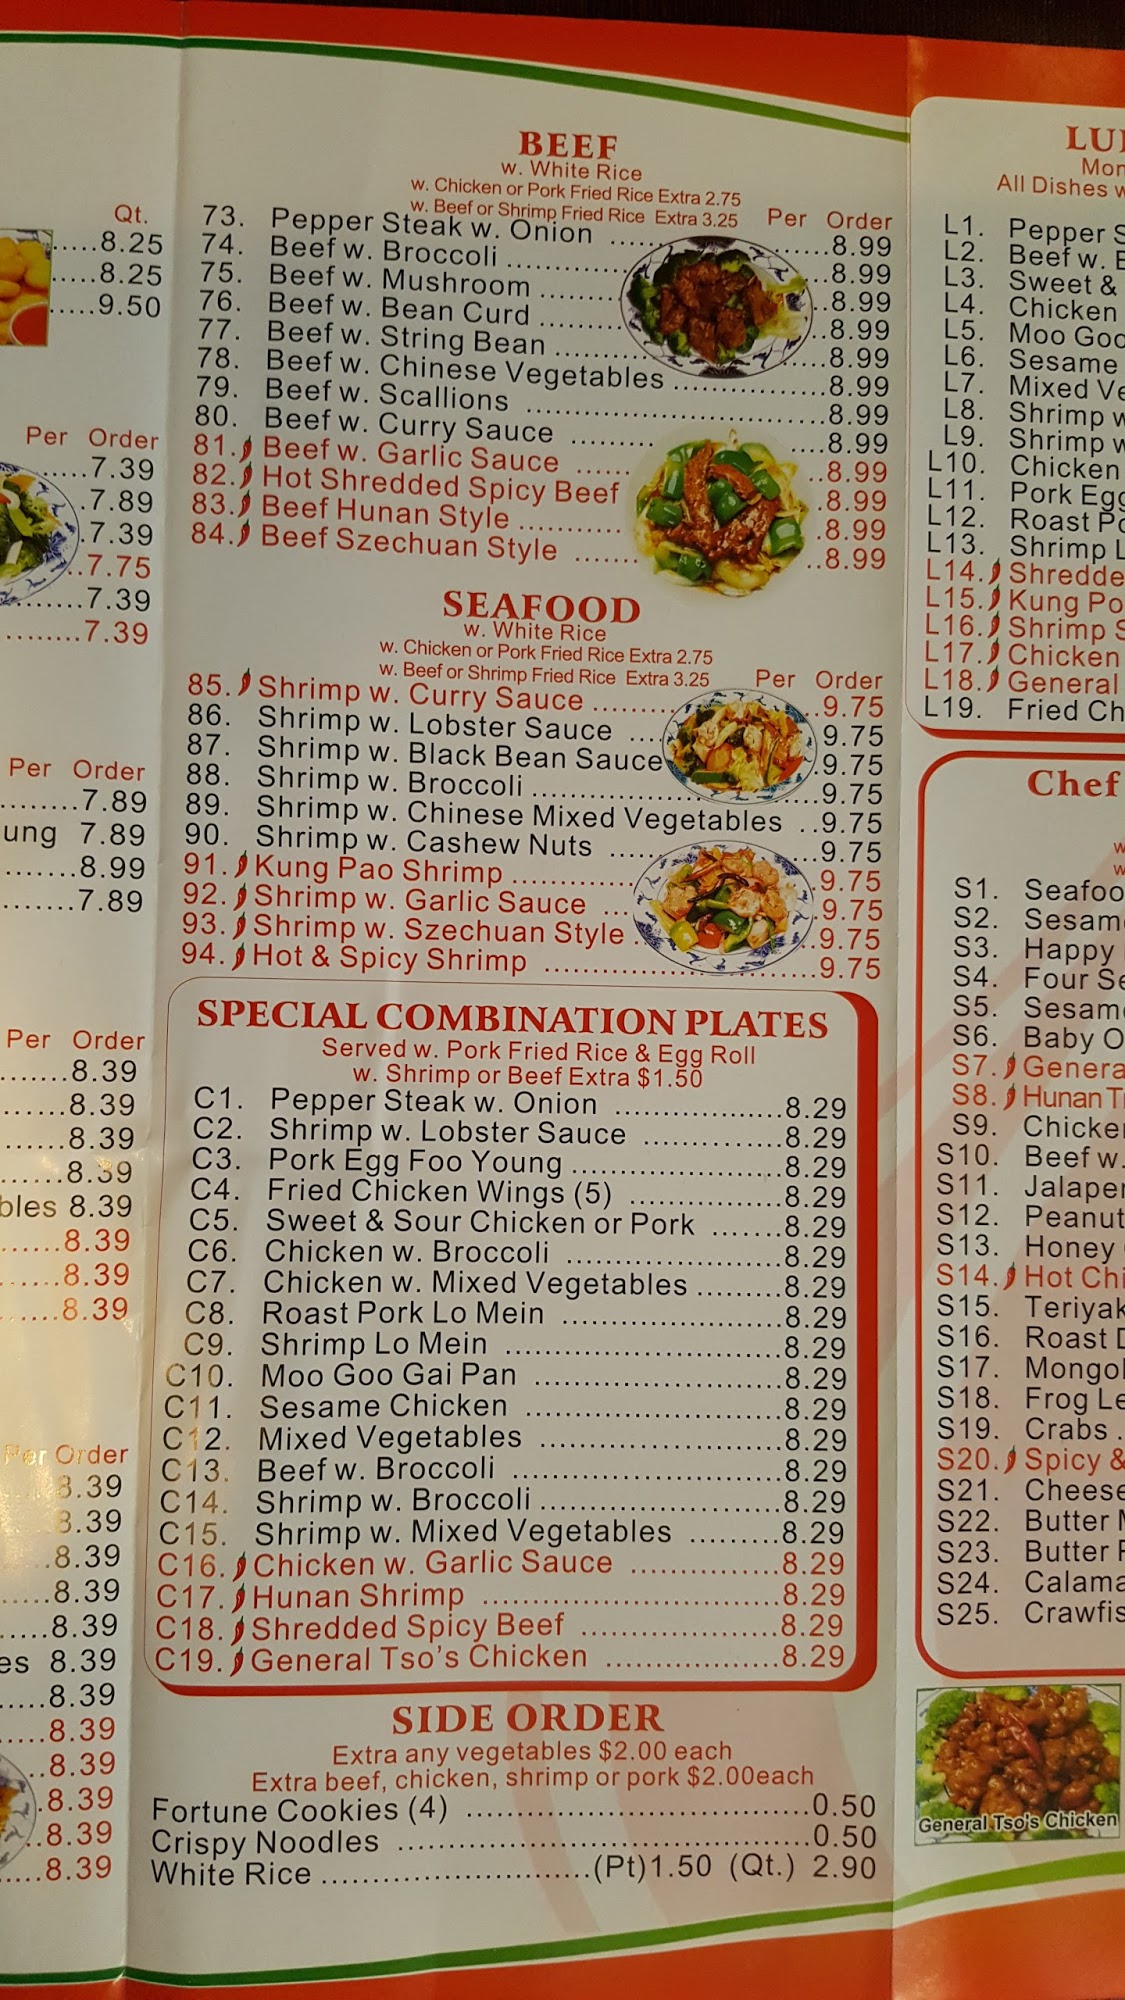 Qt.
.....8.25
.....8.25
.....9.50
Per Order
.....7.39
....7.89
.7.39
..7.75
........7.39
.........7.39
Per Order
.........7.89
ung 7.89
........8.99
........7.89
Per Order
........8.39
.......8.39
.......8.39
.......8.39
bles 8.39
.......8.39
.......8.39
.......8.39
Per Order
8.39
8.39
..8.39
.....8.39
.....8.39
es 8.39
.....8.39
.....8.39
..8.39
.8.39
..8.39
.....8.39
BEEF
w. White Rice
w. Chicken or Pork Fried Rice Extra 2.75
w. Beef or Shrimp Fried Rice Extra 3.25 Per Order
73. Pepper Steak w. Onion ..........8.99
74. Beef w. Broccoli ..............8.99
75. Beef w. Mushroom ..........8.99
76. Beef w. Bean Curd ..........8.99
77. Beef w. String Bean ..........8.99
78. Beef w. Chinese Vegetables ..................8.99
79. Beef w. Scallions ..................................8.99
80. Beef w. Curry Sauce .............8.99
81. Beef w. Garlic Sauce ........8.99
82. Hot Shredded Spicy Beef .8.99
83. Beef Hunan Style .............8.99
84. Beef Szechuan Style .........8.99
SEAFOOD
w. White Rice
w. Chicken or Pork Fried Rice Extra 2.75
w. Beef or Shrimp Fried Rice Extra 3.25 Per Order
85. Shrimp w. Curry Sauce ...........9.75
86. Shrimp w. Lobster Sauce ....9.75
87. Shrimp w. Black Bean Sauce .9.75
88. Shrimp w. Broccoli .......................9.75
89. Shrimp w. Chinese Mixed Vegetables ..9.75
90. Shrimp w. Cashew Nuts ..........9.75
91. Kung Pao Shrimp .............9.75
92. Shrimp w. Garlic Sauce ....9.75
93. Shrimp w. Szechuan Style ...9.75
94. Hot & Spicy Shrimp .............................9.75
SPECIAL COMBINATION PLATES
Served w. Pork Fried Rice & Egg Roll
w. Shrimp or Beef Extra $1.50
C1. Pepper Steak w. Onion .................8.29
C2. Shrimp w. Lobster Sauce ..............8.29
C3. Pork Egg Foo Young .....................8.29
C4. Fried Chicken Wings (5) ...............8.29
C5. Sweet & Sour Chicken or Pork .......8.29
C6. Chicken w. Broccoli .....................8.29
C7. Chicken w. Mixed Vegetables .........8.29
C8. Roast Pork Lo Mein ......................8.29
C9. Shrimp Lo Mein ...........................8.29
C10. Moo Goo Gai Pan ........................8.29
C11. Sesame Chicken .........................8.29
C12. Mixed Vegetables ........................8.29
C13. Beef w. Broccoli ..........................8.29
C14. Shrimp w. Broccoli .......................8.29
C15. Shrimp w. Mixed Vegetables .........8.29
C16. Chicken w. Garlic Sauce ..............8.29
C17. Hunan Shrimp .............................8.29
C18. Shredded Spicy Beef ...................8.29
C19. General Tso's Chicken .................8.29
SIDE ORDER
Extra any vegetables $2.00 each
Extra beef, chicken, shrimp or pork $2.00each
Fortune Cookies (4) .................................0.50
Crispy Noodles ........................................0.50
White Rice ..........................(Pt)1.50 (Qt.) 2.90
LU
Mon
All Dishes w
L1. Pepper S
L2. Beef w. B
L3. Sweet &
L4. Chicken
L5. Moo Goo
L6. Sesame
L7. Mixed Ve
L8. Shrimp w
L9. Shrimp w
L10. Chicken
L11. Pork Egg
L12. Roast Po
L13. Shrimp L
L14. Shredde
L15. Kung Po
L16. Shrimp S
L17. Chicken
L18. General
L19. Fried Ch
Chef
w
w
S1. Seafoo
S2. Sesame
S3. Happy
S4. Four Se
S5. Sesame
S6. Baby O
S7. Genera
S8. Hunan Tr
S9. Chicken
S10. Beef w.
S11. Jalapen
S12. Peanut
S13. Honey
S14. Hot Chi
S15. Teriyak
S16. Roast D
S17. Mongol
S18. Frog Le
S19. Crabs .
S20. Spicy &
S21. Cheese
S22. Butter
S23. Butter
S24. Calama
S25. Crawfis
General Tso's Chicken